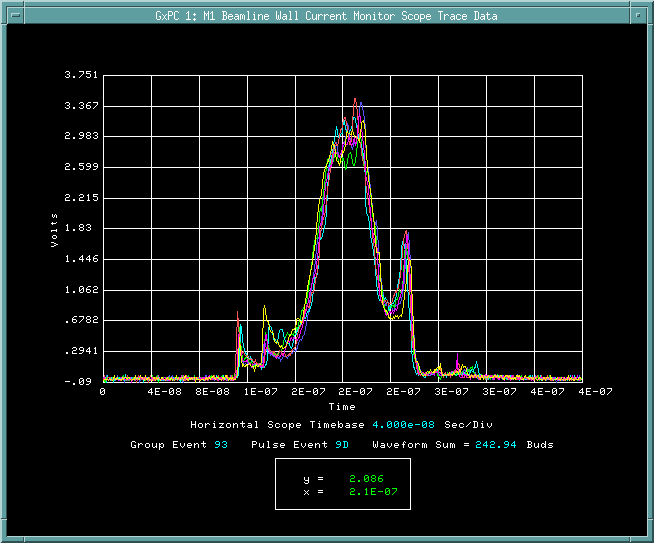 GxPC 1: M1 Beamline Wall Current Monitor Scope Trace Data
3.751
3.367
2.983
2.599
2.215
Volts
1.83
1.446
1.062
.6782
.2941
-.09
0 4E-08 8E-08 1E-07 2E-07 2E-07 2E-07 3E-07 3E-07 4E-07 4E-07
Time
Horizontal Scope Timebase 4.000e-08 Sec/Div
Group Event 93 Pulse Event 9D Waveform Sum = 242.94 Buds
y = 2.086
x = 2.1E-07